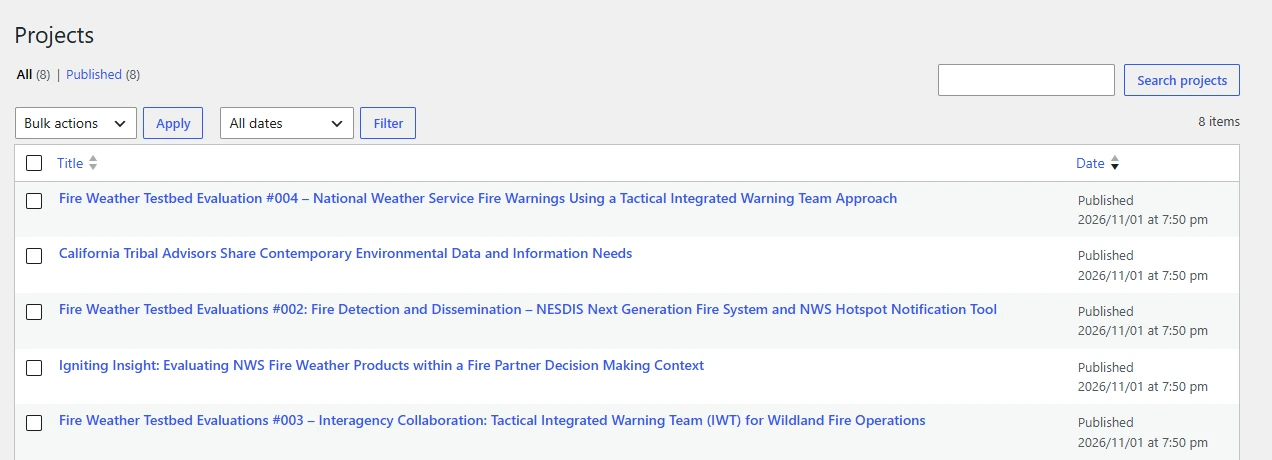 Projects
All (8) | Published (8)
Search projects
Bulk actions Apply All dates Filter 8 items
Title Date
Fire Weather Testbed Evaluation #004 – National Weather Service Fire Warnings Using a Tactical Integrated Warning Team Approach
Published
2026/11/01 at 7:50 pm
California Tribal Advisors Share Contemporary Environmental Data and Information Needs
Published
2026/11/01 at 7:50 pm
Fire Weather Testbed Evaluations #002: Fire Detection and Dissemination – NESDIS Next Generation Fire System and NWS Hotspot Notification Tool
Published
2026/11/01 at 7:50 pm
Igniting Insight: Evaluating NWS Fire Weather Products within a Fire Partner Decision Making Context
Published
2026/11/01 at 7:50 pm
Fire Weather Testbed Evaluations #003 – Interagency Collaboration: Tactical Integrated Warning Team (IWT) for Wildland Fire Operations
Published
2026/11/01 at 7:50 pm